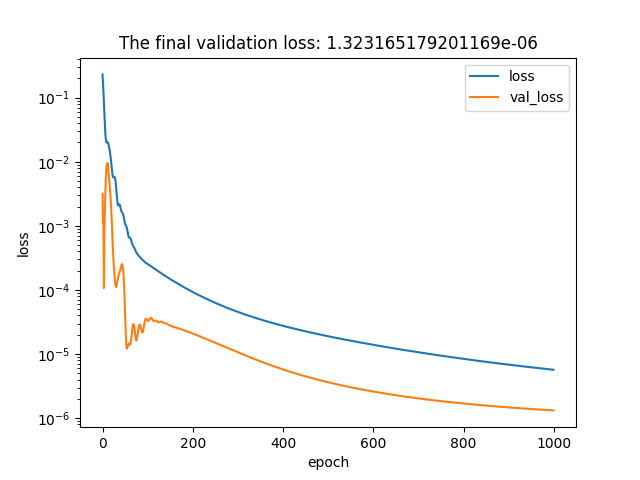 The final validation loss: 1.323165179201169e-06
loss
val_loss
10⁻¹
10⁻²
10⁻³
10⁻⁴
10⁻⁵
10⁻⁶
loss
0 200 400 600 800 1000
epoch